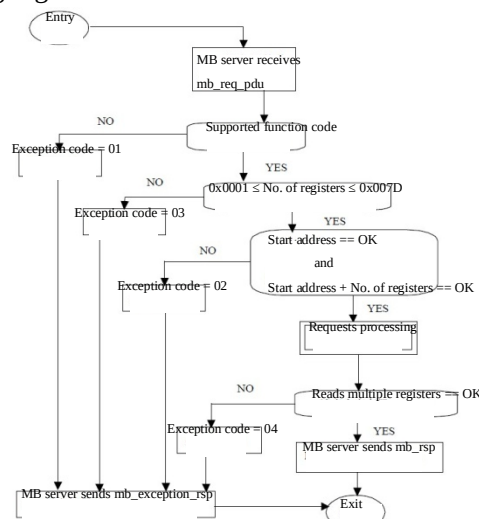 Entry
MB server receives
mb_req_pdu
NO
Supported function code
Exception code = 01
YES
NO
0x0001 ≤ No. of registers ≤ 0x007D
Exception code = 03
YES
Start address == OK
NO
and
Exception code = 02
Start address + No. of registers == OK
YES
Requests processing
NO
Reads multiple registers == OK
Exception code = 04
YES
MB server sends mb_rsp
MB server sends mb_exception_rsp
Exit